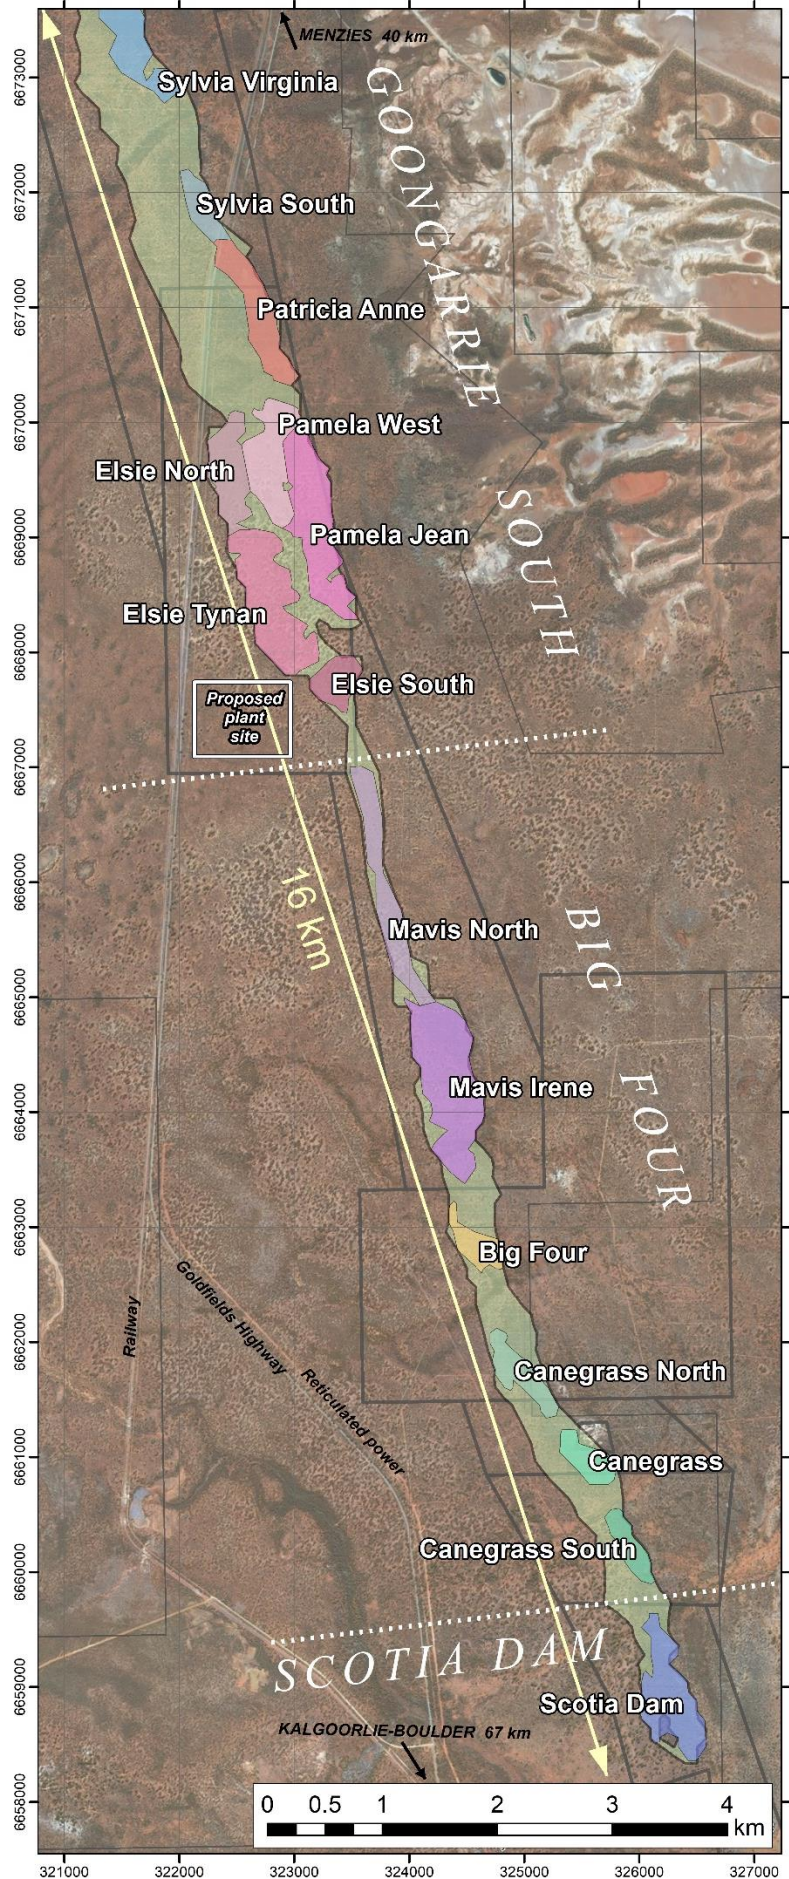 MENZIES 40 km
6673000
Sylvia Virginia
GOONGARRIE
6672000
Sylvia South
6671000
Patricia Anne
6670000
Pamela West
Elsie North
SOUTH
6669000
Pamela Jean
Elsie Tynan
6668000
Elsie South
Proposed
plant
site
6667000
16 km
6666000
Mavis North
BIG
6665000
Mavis Irene
FOUR
6664000
6663000
Big Four
Goldfields Highway
Railway
6662000
Canegrass North
Reticulated power
6661000
Canegrass
Canegrass South
6660000
SCOTIA DAM
6659000
Scotia Dam
KALGOORLIE-BOULDER 67 km
6658000
0 0.5 1 2 3 4
km
321000 322000 323000 324000 325000 326000 327000